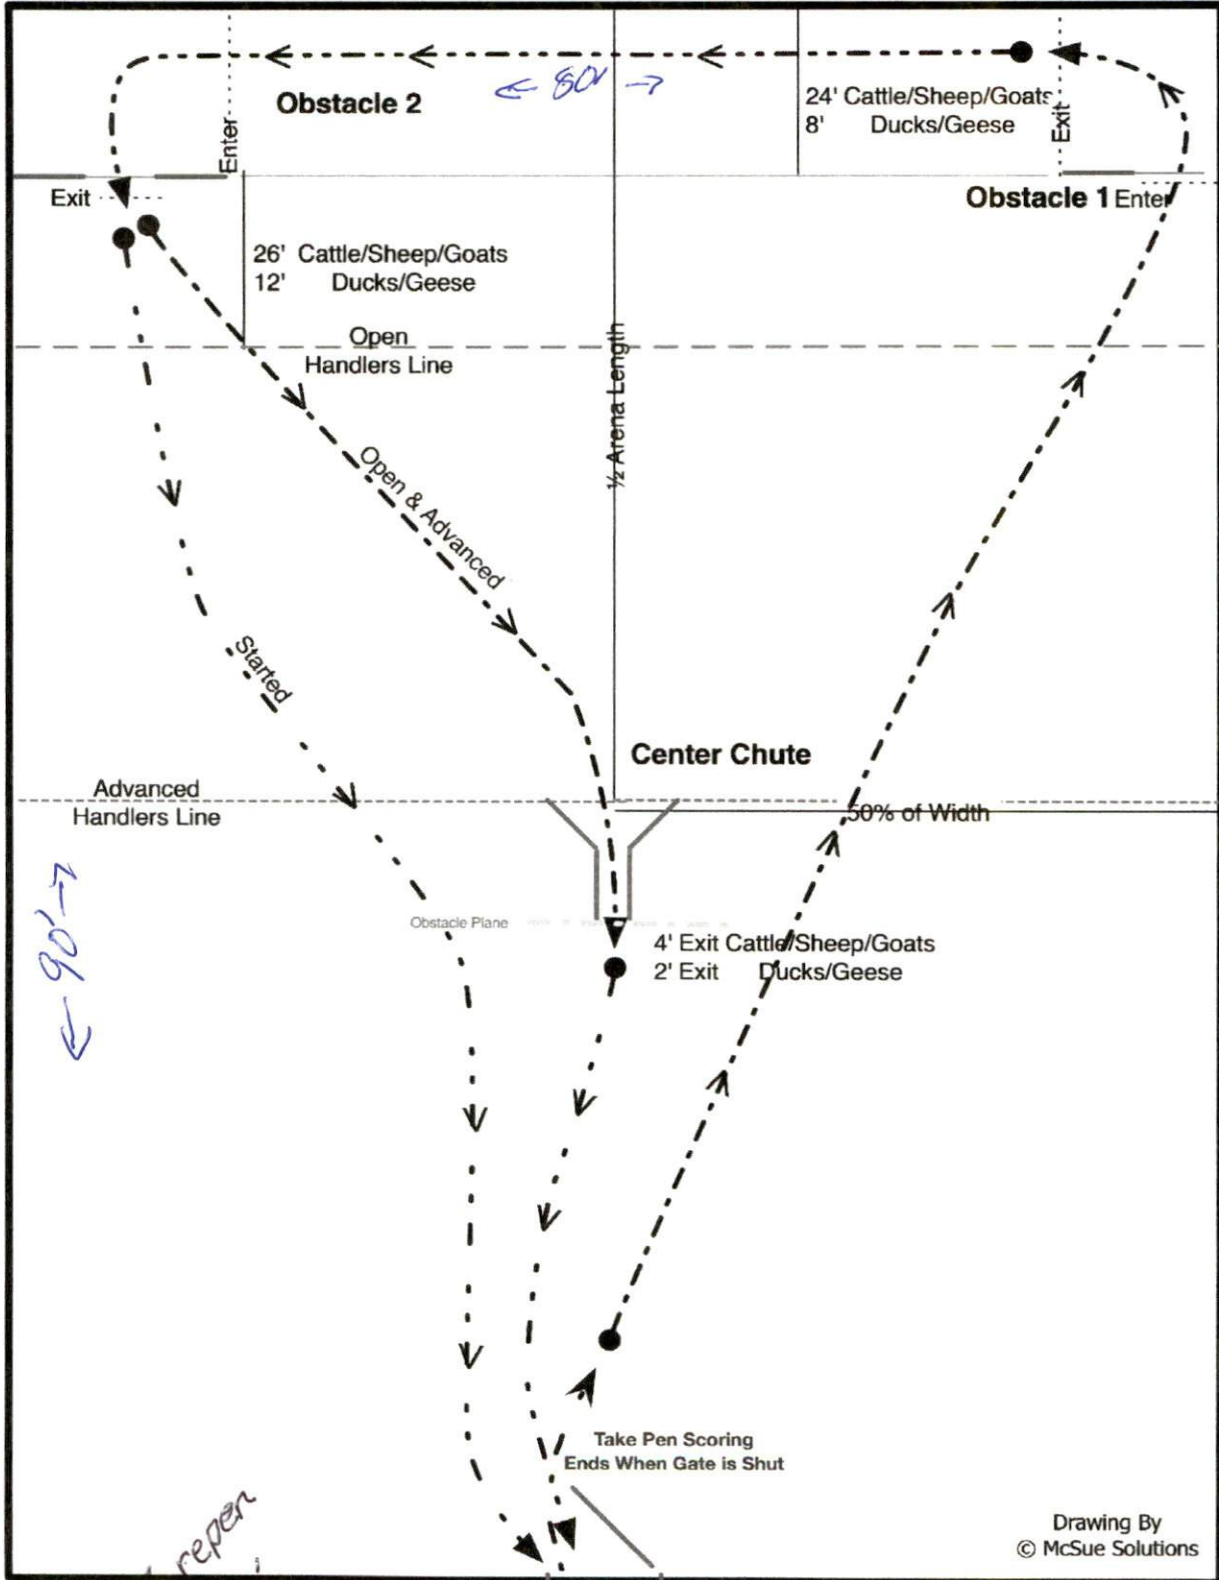 ← 80' →
Obstacle 2
24' Cattle/Sheep/Goats
8' Ducks/Geese
Enter
Exit
Exit
Obstacle 1 Enter
26' Cattle/Sheep/Goats
12' Ducks/Geese
Open
Handlers Line
½ Arena Length
Open & Advanced
Started
Center Chute
Advanced
Handlers Line
50% of Width
← 90' →
Obstacle Plane
4' Exit Cattle/Sheep/Goats
2' Exit Ducks/Geese
Take Pen Scoring
Ends When Gate is Shut
repen
Drawing By
© McSue Solutions